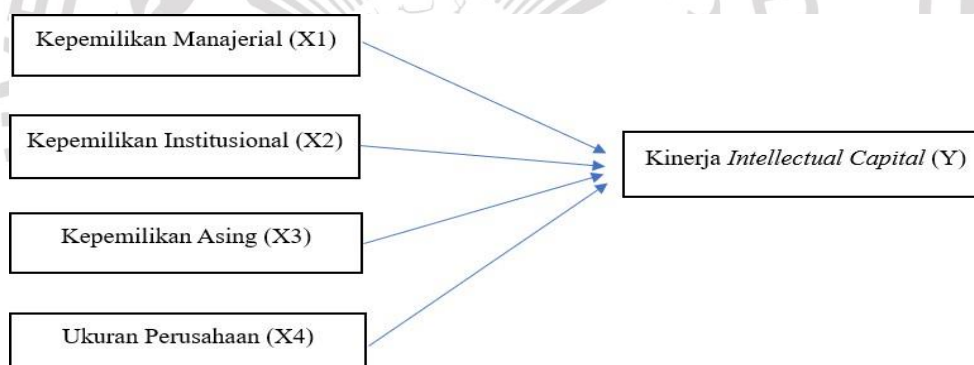 Kepemilikan Manajerial (X1)
Kepemilikan Institusional (X2)
Kinerja Intellectual Capital (Y)
Kepemilikan Asing (X3)
Ukuran Perusahaan (X4)